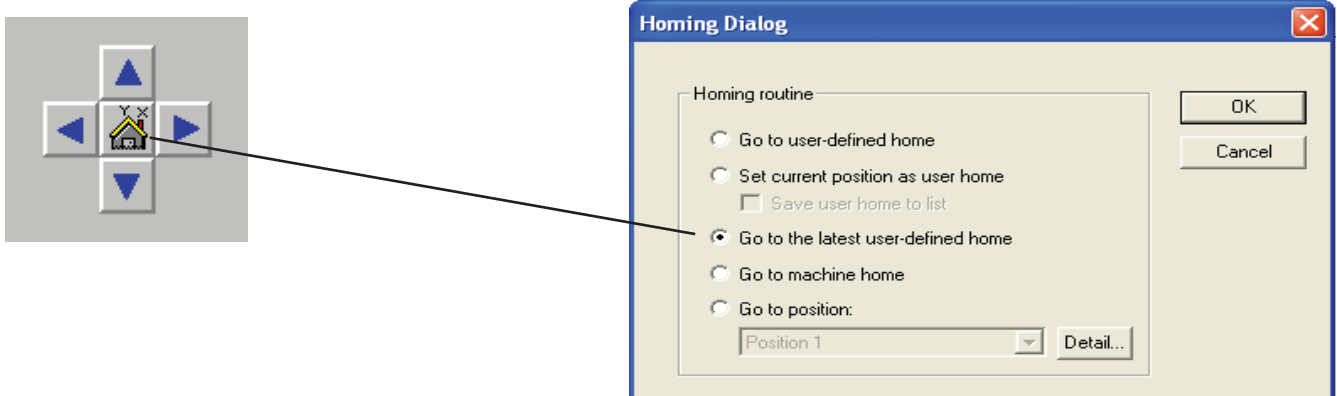 Homing Dialog
Y X
Homing routine
OK
Go to user-defined home
Cancel
Set current position as user home
Save user home to list
Go to the latest user-defined home
Go to machine home
Go to position:
Position 1
Detail...